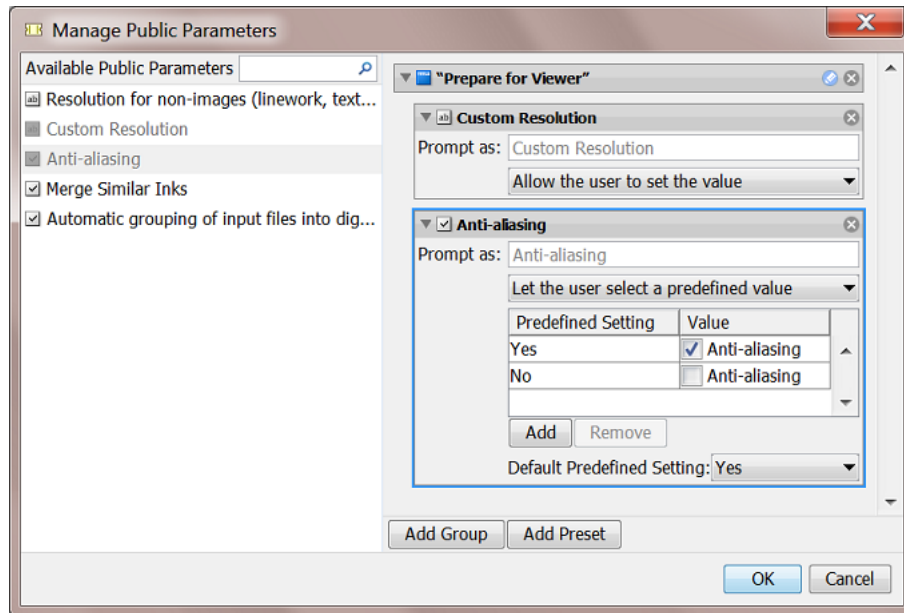 Manage Public Parameters
X
Available Public Parameters
ab Resolution for non-images (linework, text...
ab Custom Resolution
Anti-aliasing
Merge Similar Inks
Automatic grouping of input files into dig...
"Prepare for Viewer"
ab Custom Resolution
Prompt as: Custom Resolution
Allow the user to set the value
Anti-aliasing
Prompt as: Anti-aliasing
Let the user select a predefined value
Predefined Setting Value
Yes Anti-aliasing
No Anti-aliasing
Add Remove
Default Predefined Setting: Yes
Add Group Add Preset
OK Cancel